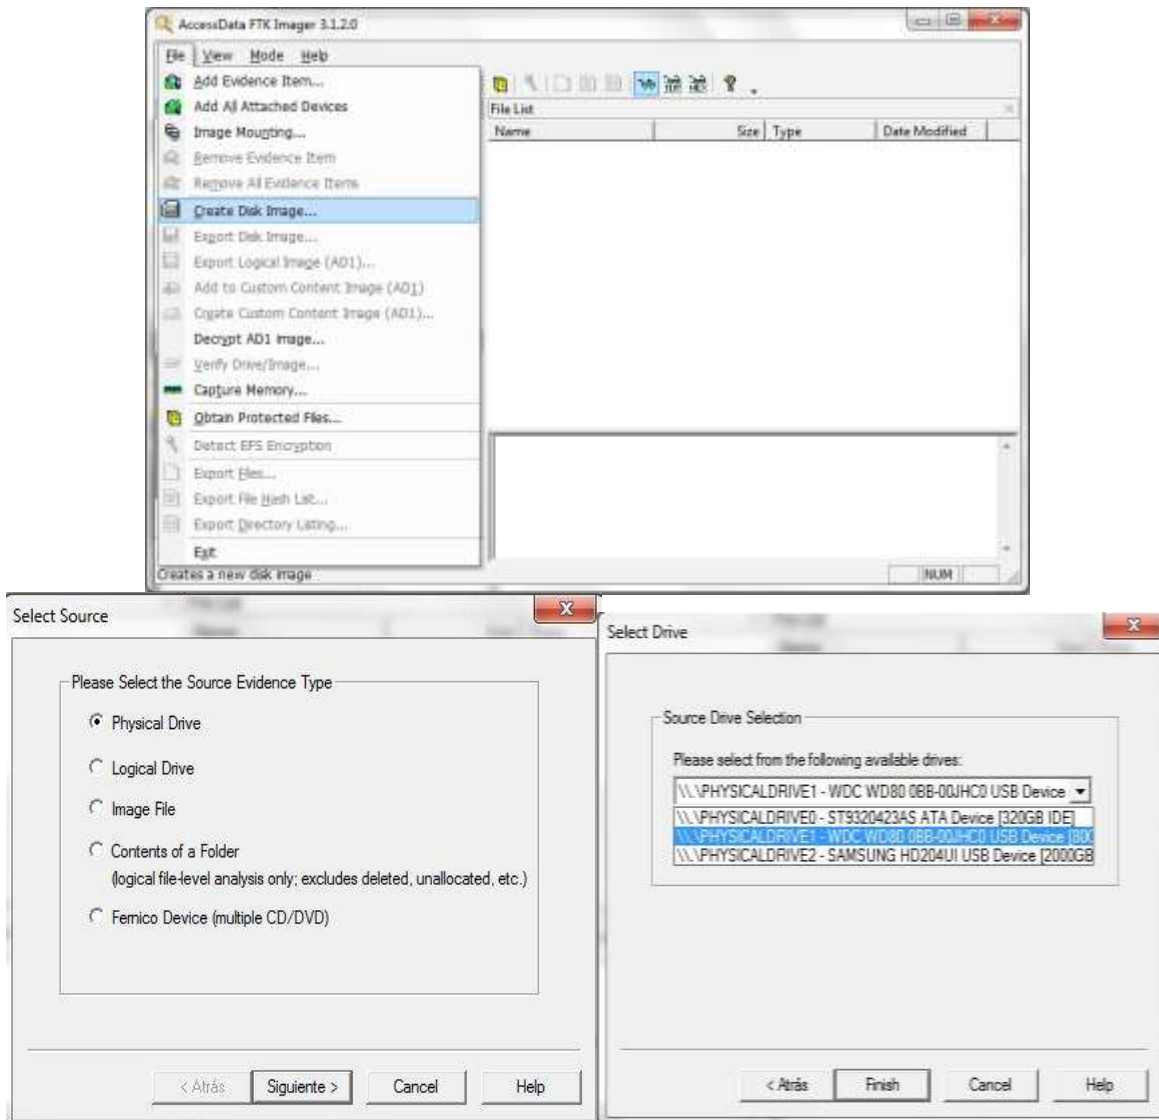 AccessData FTK Imager 3.1.2.0
File View Mode Help
Add Evidence Item...
Add All Attached Devices
Image Mounting...
Remove Evidence Item
Remove All Evidence Items
Create Disk Image...
Export Disk Image...
Export Logical Image (AD1)...
Add to Custom Content Image (AD1)
Create Custom Content Image (AD1)...
Decrypt AD1 image...
Verify Drive/Image...
Capture Memory...
Obtain Protected Files...
Detect EFS Encryption
Export Files...
Export File Hash List...
Export Directory Listing...
Exit
File List
Name Size Type Date Modified
Creates a new disk image
NUM
Select Source
Please Select the Source Evidence Type
Physical Drive
Logical Drive
Image File
Contents of a Folder
(logical file-level analysis only; excludes deleted, unallocated, etc.)
Fernico Device (multiple CD/DVD)
< Atrás Siguiente > Cancel Help
Select Drive
Source Drive Selection
Please select from the following available drives:
\\.\PHYSICALDRIVE1 - WDC WD80 0BB-00JHC0 USB Device
\\.\PHYSICALDRIVE0 - ST9320423AS ATA Device [320GB IDE]
\\.\PHYSICALDRIVE1 - WDC WD80 0BB-00JHC0 USB Device [80G
\\.\PHYSICALDRIVE2 - SAMSUNG HD204UI USB Device [2000GB
< Atrás Finish Cancel Help